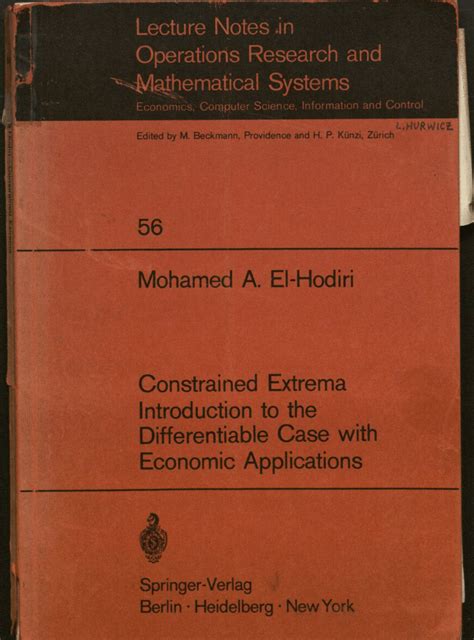 Lecture Notes in
Operations Research and
Mathematical Systems
Economics, Computer Science, Information and Control
Edited by M. Beckmann, Providence and H. P. Künzi, Zürich
L. HURWICZ
56
Mohamed A. El-Hodiri
Constrained Extrema
Introduction to the
Differentiable Case with
Economic Applications
Springer-Verlag
Berlin · Heidelberg · New York